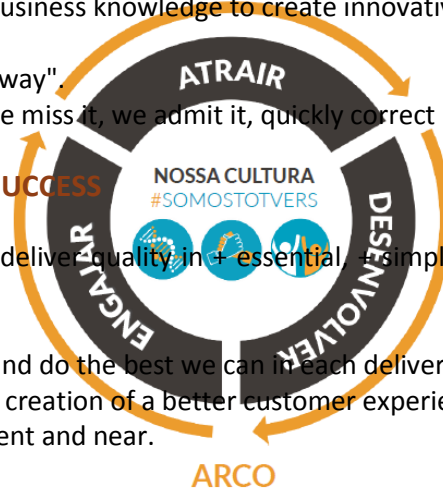 business knowledge to create innovativ
way".
ATRAIR
e miss it, we admit it, quickly correct
UCCESS
NOSSA CULTURA
#SOMOSTOTVERS
DESENVOLVER
ENGAJAR
deliver quality in + essential, + simpl
and do the best we can in each deliver
creation of a better customer experie
ent and near.
ARCO